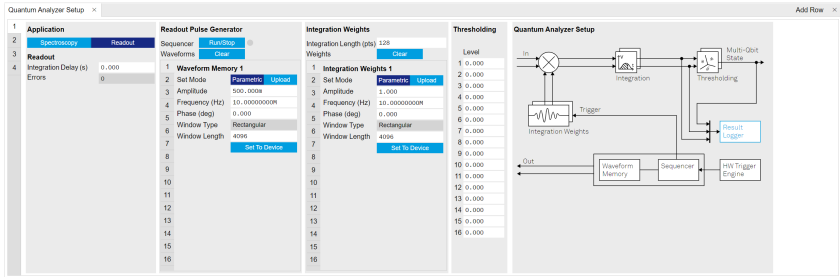 Quantum Analyzer Setup × Add Row ×
1
2
3
4
Application
Spectroscopy Readout
Readout
Integration Delay (s) 0.000
Errors 0
Readout Pulse Generator
Sequencer Run/Stop
Waveforms Clear
1 Waveform Memory 1
2 Set Mode Parametric Upload
3 Amplitude 500.000m
4 Frequency (Hz) 10.00000000M
5 Phase (deg) 0.000
6 Window Type Rectangular
7 Window Length 4096
8 Set To Device
9
10
11
12
13
14
15
16
Integration Weights
Integration Length (pts) 128
Weights Clear
1 Integration Weights 1
2 Set Mode Parametric Upload
3 Amplitude 1.000
4 Frequency (Hz) 10.00000000M
5 Phase (deg) 0.000
6 Window Type Rectangular
7 Window Length 4096
8 Set To Device
9
10
11
12
13
14
15
16
Thresholding
Level
1 0.000
2 0.000
3 0.000
4 0.000
5 0.000
6 0.000
7 0.000
8 0.000
9 0.000
10 0.000
11 0.000
12 0.000
13 0.000
14 0.000
15 0.000
16 0.000
Quantum Analyzer Setup
In
Multi-Qbit
State
Integration
Thresholding
Trigger
Integration Weights
Result
Logger
Out
Waveform
Memory
Sequencer
HW Trigger
Engine